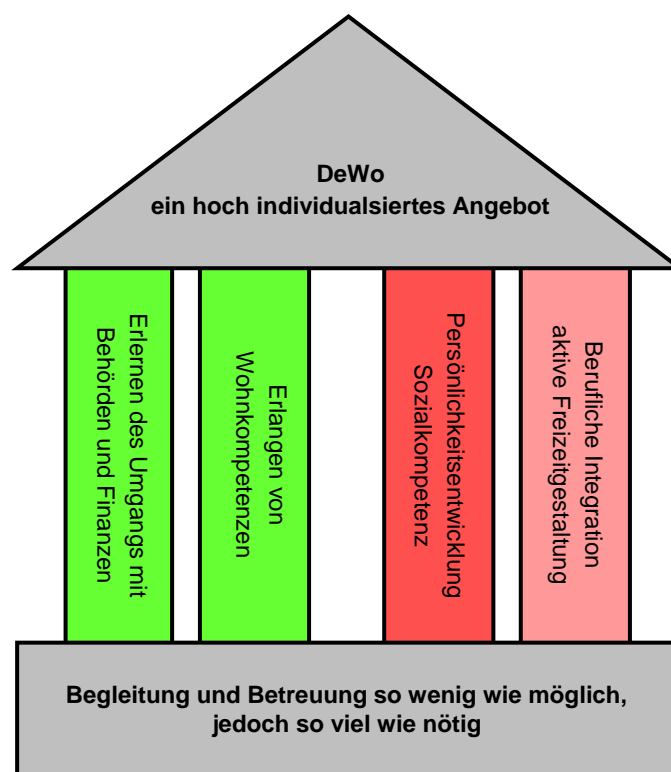 DeWo
ein hoch individualsiertes Angebot
Erlernen des Umgangs mit
Behörden und Finanzen
Erlangen von
Wohnkompetenzen
Persönlichkeitsentwicklung
Sozialkompetenz
Berufliche Integration
aktive Freizeitgestaltung
Begleitung und Betreuung so wenig wie möglich,
jedoch so viel wie nötig